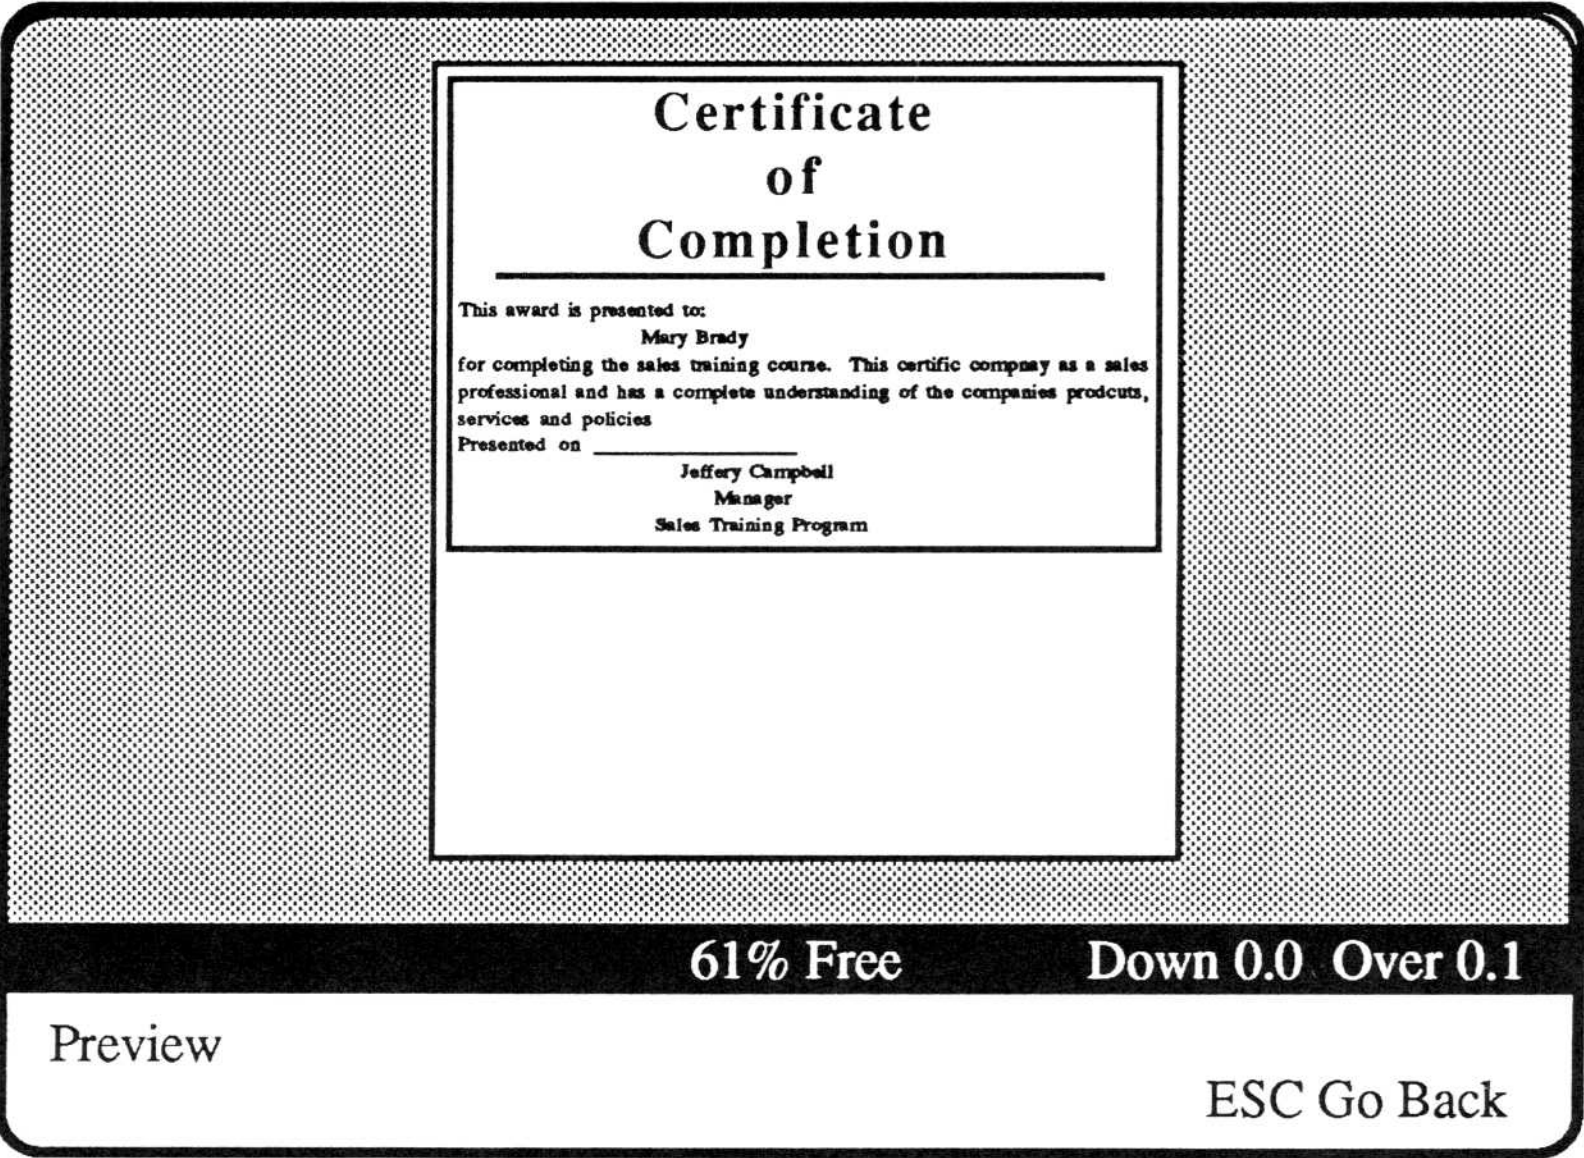 Certificate
of
Completion
This award is presented to:
Mary Brady
for completing the sales training course. This certific compnay as a sales
professional and has a complete understanding of the companies prodcuts,
services and policies
Presented on
Jeffery Campbell
Manager
Sales Training Program
61% Free Down 0.0 Over 0.1
Preview
ESC Go Back